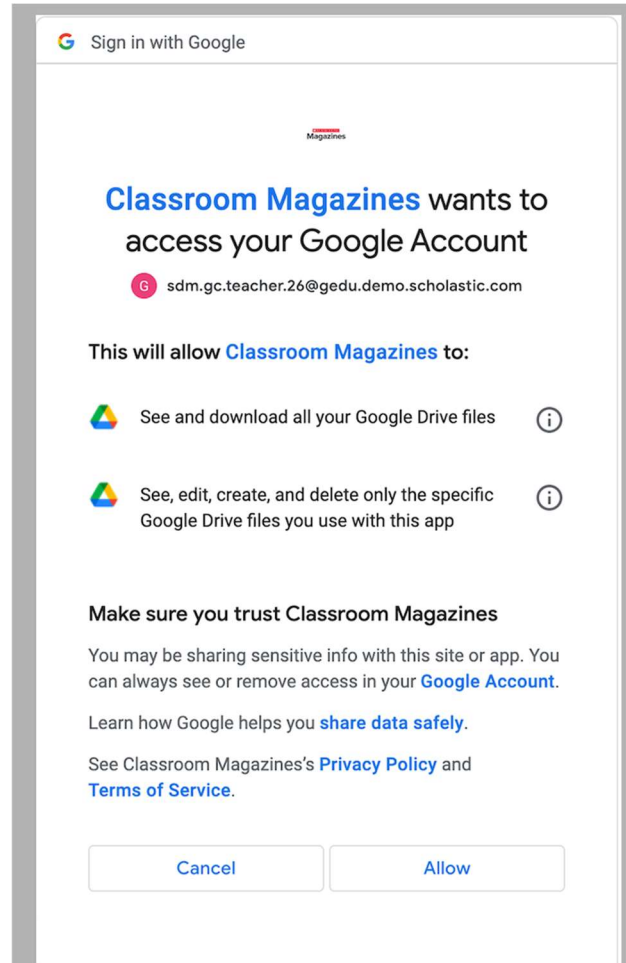 Sign in with Google
Magazines
Classroom Magazines wants to
access your Google Account
G sdm.gc.teacher.26@gedu.demo.scholastic.com
This will allow Classroom Magazines to:
See and download all your Google Drive files
See, edit, create, and delete only the specific
Google Drive files you use with this app
Make sure you trust Classroom Magazines
You may be sharing sensitive info with this site or app. You
can always see or remove access in your Google Account.
Learn how Google helps you share data safely.
See Classroom Magazines's Privacy Policy and
Terms of Service.
Cancel Allow